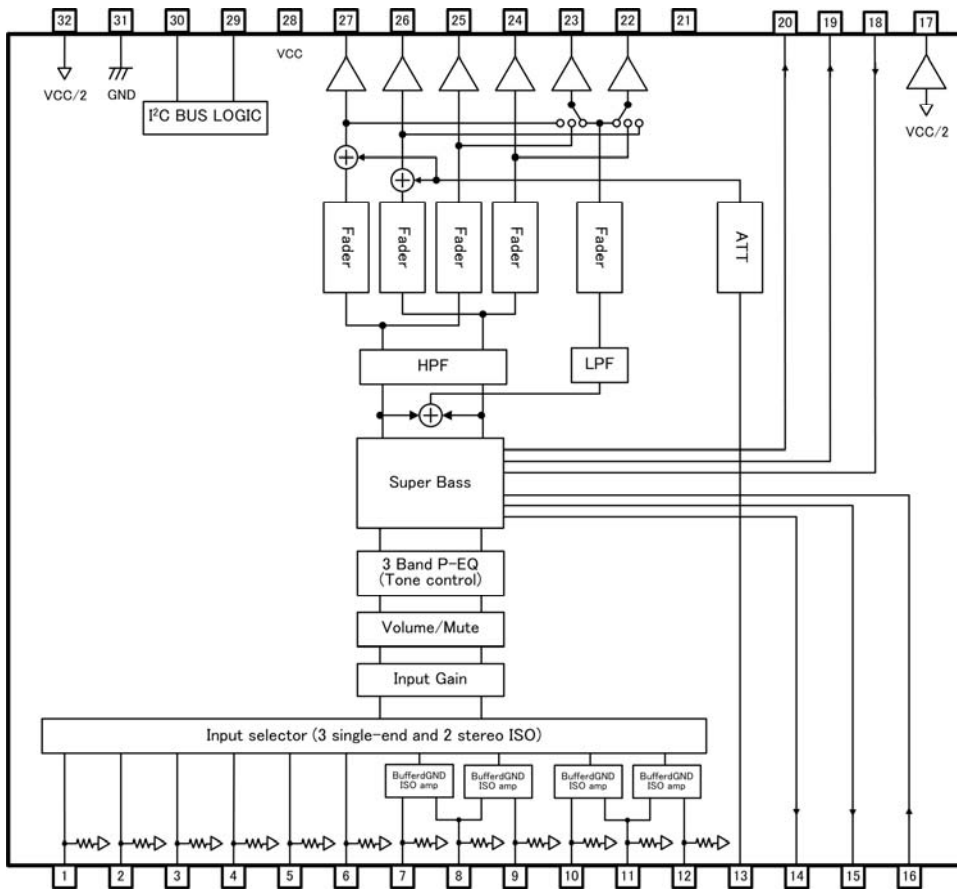 32 31 30 29 28 27 26 25 24 23 22 21 20 19 18 17
VCC
VCC/2
GND
I²C BUS LOGIC
VCC/2
Fader
Fader
Fader
Fader
Fader
ATT
HPF
LPF
Super Bass
3 Band P-EQ
(Tone control)
Volume/Mute
Input Gain
Input selector (3 single-end and 2 stereo ISO)
BufferdGND
ISO amp
BufferdGND
ISO amp
BufferdGND
ISO amp
BufferdGND
ISO amp
1 2 3 4 5 6 7 8 9 10 11 12 13 14 15 16